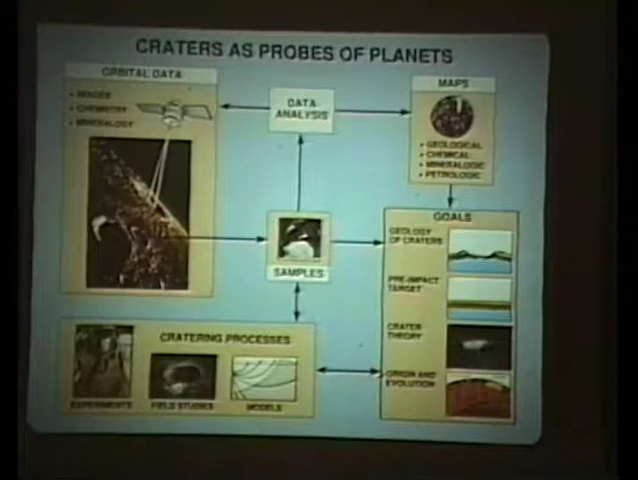 CRATERS AS PROBES OF PLANETS
ORBITAL DATA
• IMAGES
• CHEMISTRY
• MINERALOGY
DATA
ANALYSIS
MAPS
• GEOLOGICAL
• CHEMICAL
• MINERALOGIC
• PETROLOGIC
SAMPLES
GOALS
GEOLOGY
OF CRATERS
PRE-IMPACT
TARGET
CRATER
THEORY
ORIGIN AND
EVOLUTION
CRATERING PROCESSES
EXPERIMENTS
FIELD STUDIES
MODELS